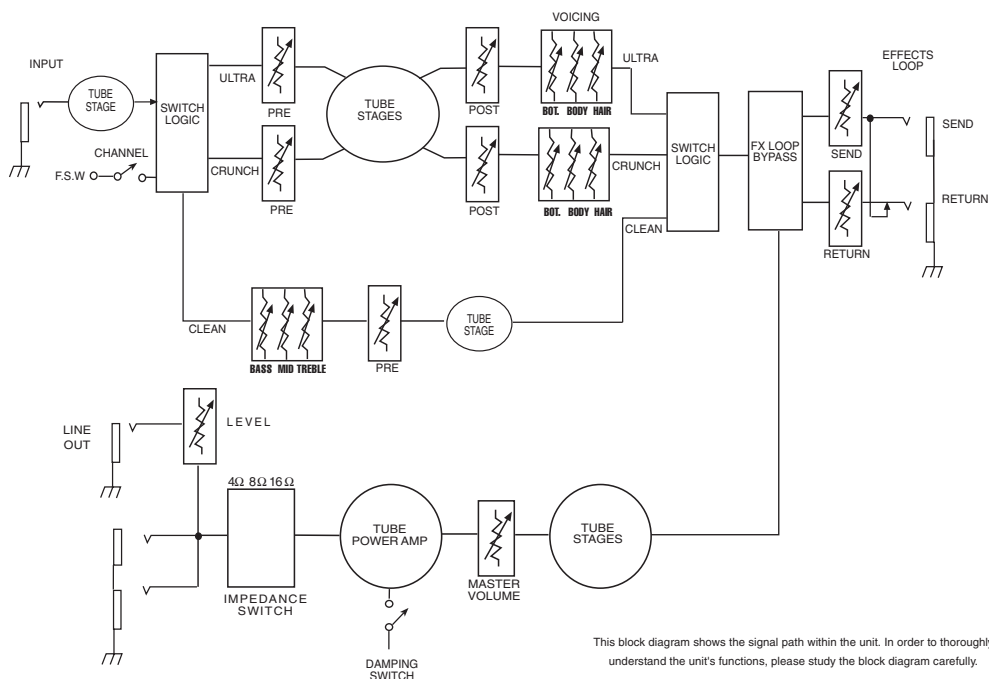 VOICING
INPUT
TUBE
STAGE
SWITCH
LOGIC
CHANNEL
F.S.W
ULTRA
PRE
CRUNCH
PRE
TUBE
STAGES
POST
BOT. BODY HAIR
ULTRA
POST
BOT. BODY HAIR
CRUNCH
CLEAN
SWITCH
LOGIC
FX LOOP
BYPASS
EFFECTS
LOOP
SEND
SEND
RETURN
RETURN
CLEAN
BASS MID TREBLE
PRE
TUBE
STAGE
LINE
OUT
LEVEL
4Ω 8Ω 16Ω
IMPEDANCE
SWITCH
TUBE
POWER AMP
MASTER
VOLUME
TUBE
STAGES
DAMPING
SWITCH
This block diagram shows the signal path within the unit. In order to thoroughly
understand the unit's functions, please study the block diagram carefully.